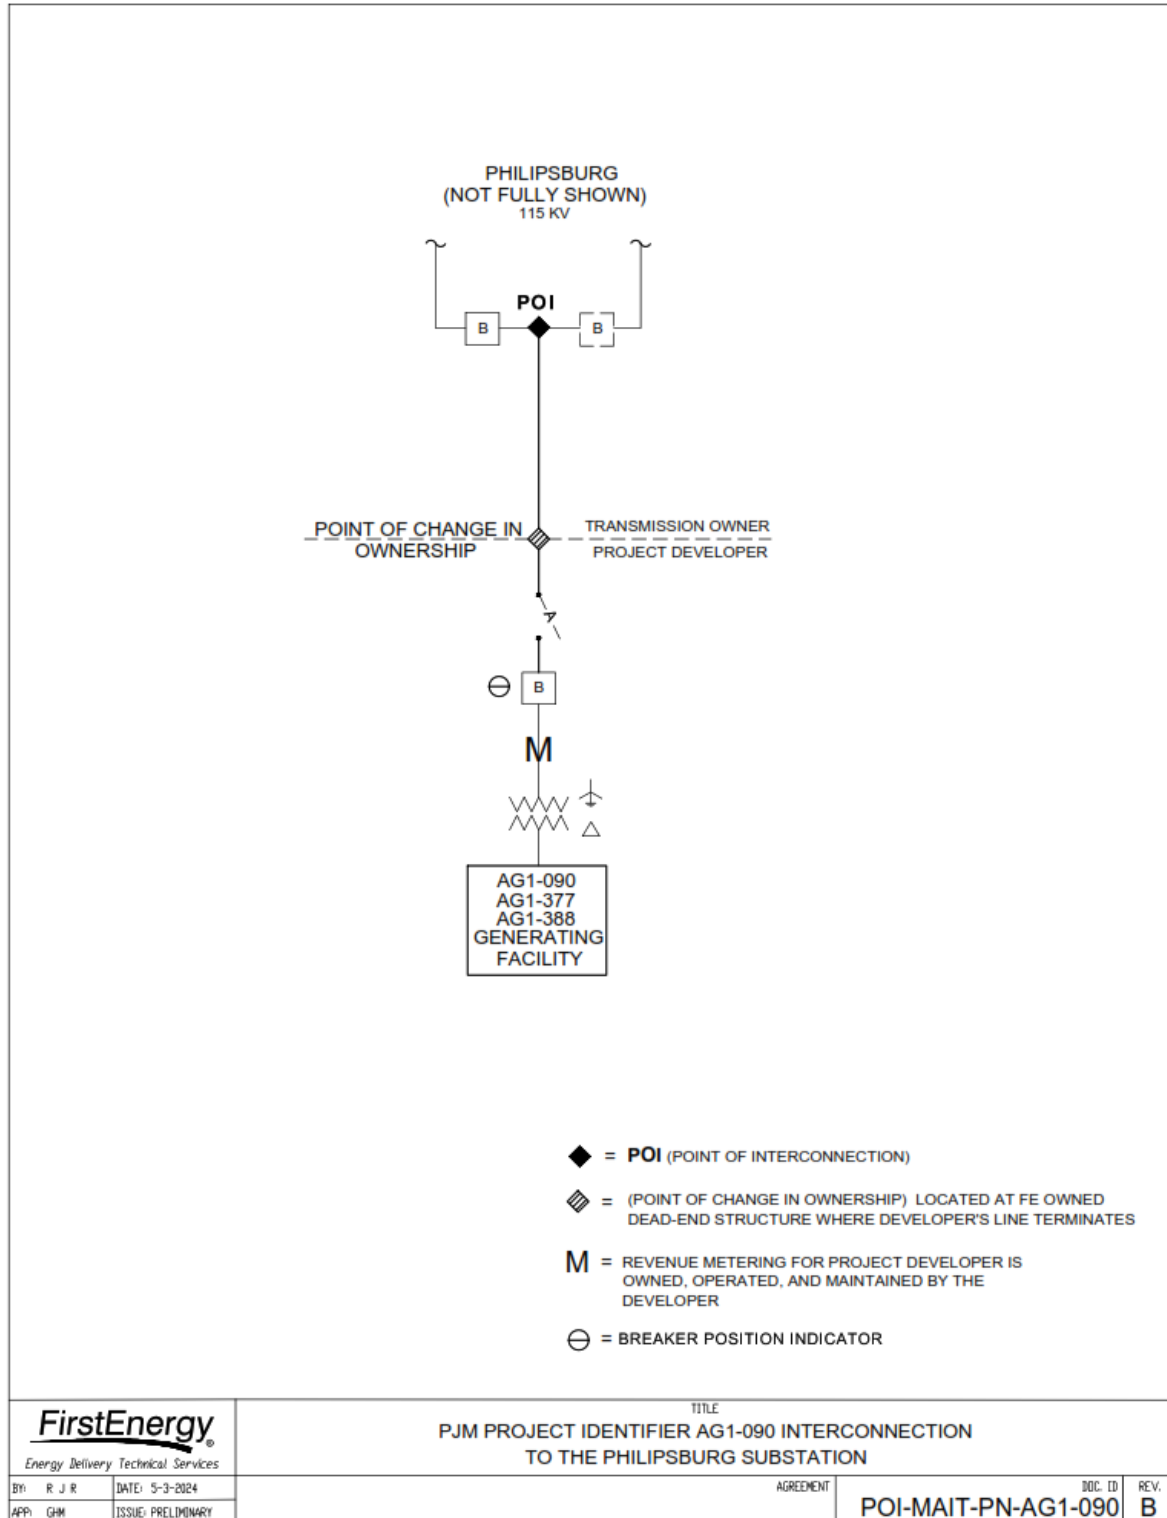 PHILIPSBURG
(NOT FULLY SHOWN)
115 KV
POI
B
B
POINT OF CHANGE IN
OWNERSHIP
TRANSMISSION OWNER
PROJECT DEVELOPER
A
B
M
AG1-090
AG1-377
AG1-388
GENERATING
FACILITY
= POI (POINT OF INTERCONNECTION)
= (POINT OF CHANGE IN OWNERSHIP) LOCATED AT FE OWNED
DEAD-END STRUCTURE WHERE DEVELOPER'S LINE TERMINATES
M = REVENUE METERING FOR PROJECT DEVELOPER IS
OWNED, OPERATED, AND MAINTAINED BY THE
DEVELOPER
= BREAKER POSITION INDICATOR
FirstEnergy®
Energy Delivery Technical Services
TITLE
PJM PROJECT IDENTIFIER AG1-090 INTERCONNECTION
TO THE PHILIPSBURG SUBSTATION
BY: R J R
DATE: 5-3-2024
APP: GHM
ISSUE: PRELIMINARY
AGREEMENT
DOC. ID
POI-MAIT-PN-AG1-090
REV.
B